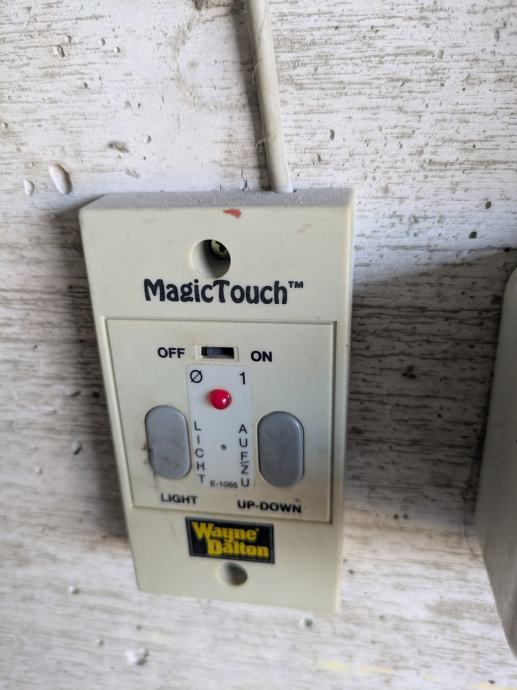 MagicTouch™
OFF ON
Ø 1
LICHT
AUF/ZU
E-1065
LIGHT
UP-DOWN
Wayne®
Dalton